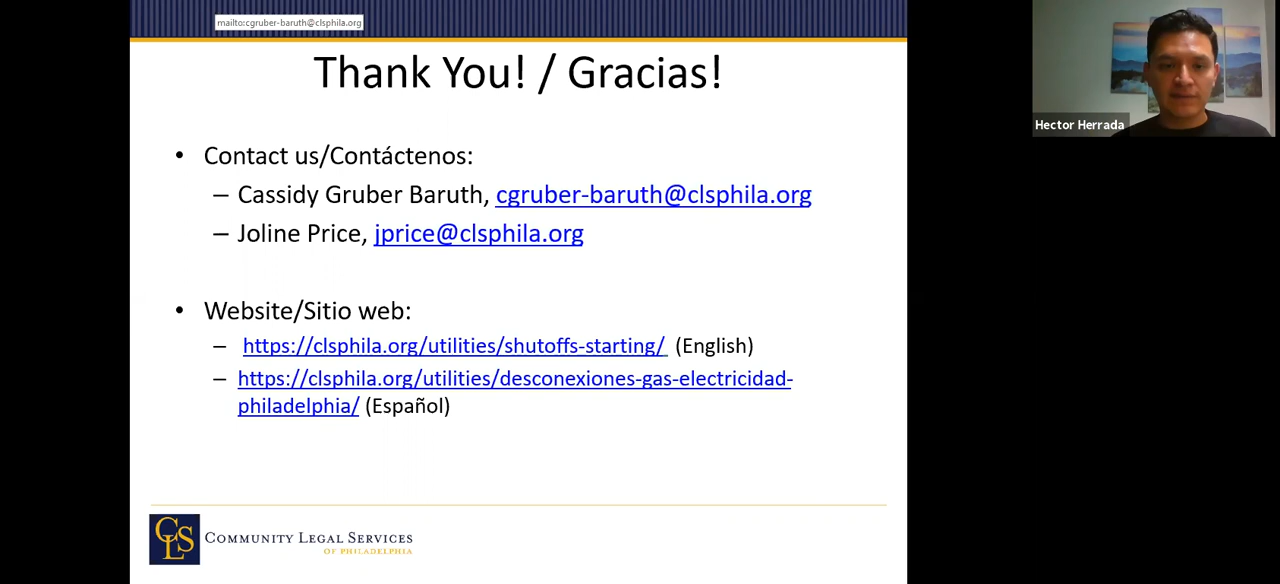 mailto:cgruber-baruth@clsphila.org
Thank You! / Gracias!
Hector Herrada
• Contact us/Contáctenos:
– Cassidy Gruber Baruth, cgruber-baruth@clsphila.org
– Joline Price, jprice@clsphila.org
• Website/Sitio web:
– https://clsphila.org/utilities/shutoffs-starting/ (English)
– https://clsphila.org/utilities/desconexiones-gas-electricidad-
philadelphia/ (Español)
CLS
COMMUNITY LEGAL SERVICES
OF PHILADELPHIA